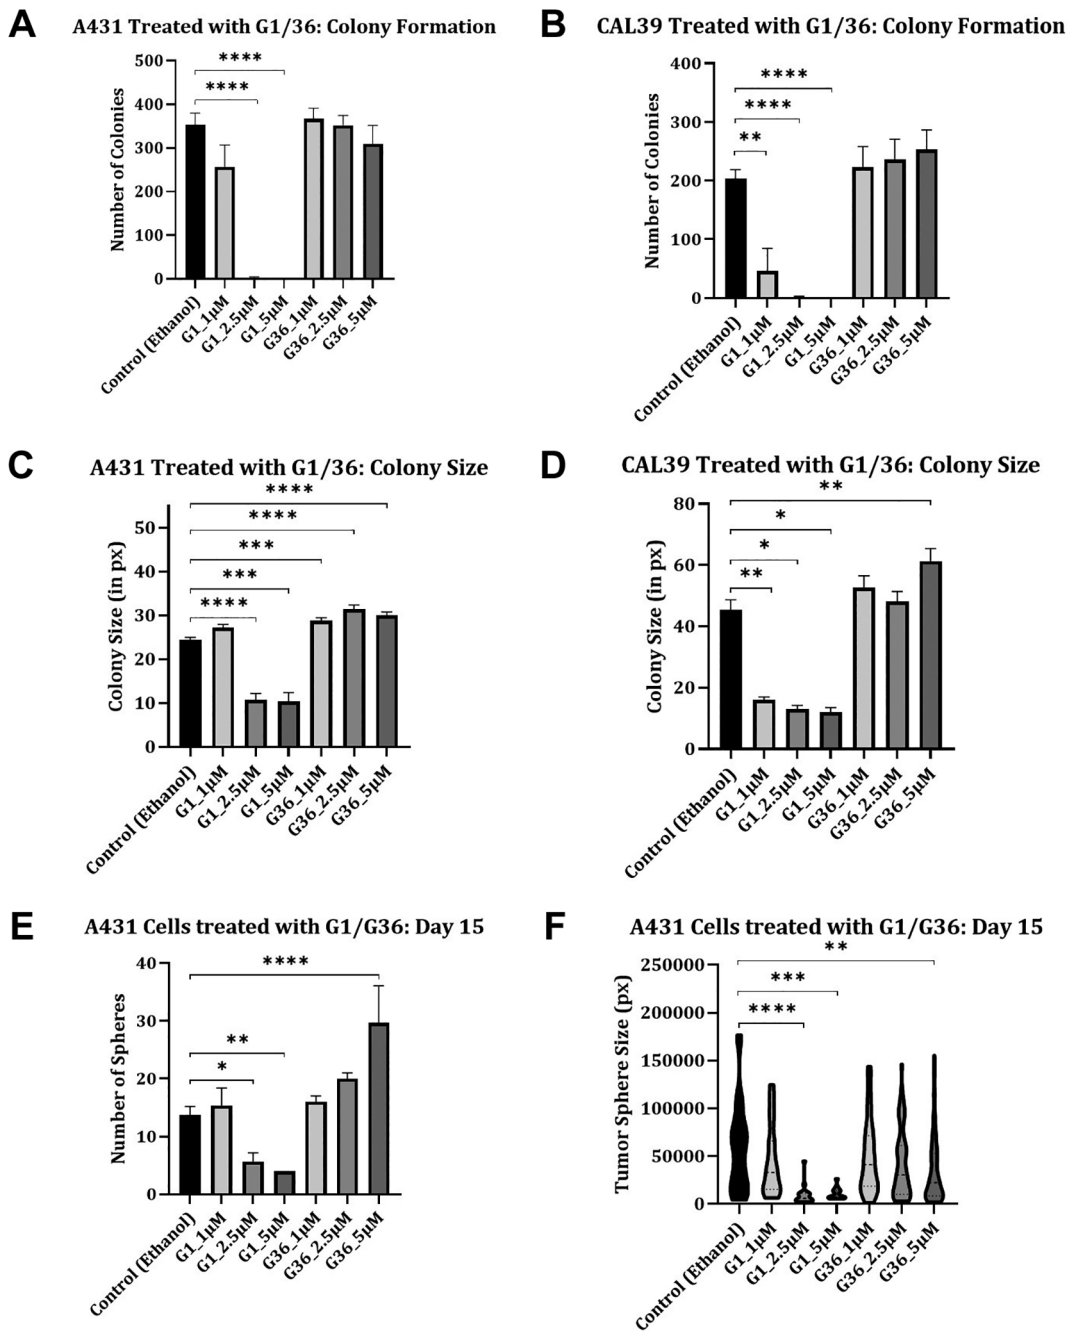 A
A431 Treated with G1/36: Colony Formation
Number of Colonies
500
400
300
200
100
0
****
****
Control (Ethanol)
G1_1µM
G1_2.5µM
G1_5µM
G36_1µM
G36_2.5µM
G36_5µM
B
CAL39 Treated with G1/36: Colony Formation
Number of Colonies
400
300
200
100
0
****
****
**
Control (Ethanol)
G1_1µM
G1_2.5µM
G1_5µM
G36_1µM
G36_2.5µM
G36_5µM
C
A431 Treated with G1/36: Colony Size
Colony Size (in px)
50
40
30
20
10
0
****
****
***
***
****
Control (Ethanol)
G1_1µM
G1_2.5µM
G1_5µM
G36_1µM
G36_2.5µM
G36_5µM
D
CAL39 Treated with G1/36: Colony Size
Colony Size (in px)
80
60
40
20
0
**
*
*
**
Control (Ethanol)
G1_1µM
G1_2.5µM
G1_5µM
G36_1µM
G36_2.5µM
G36_5µM
E
A431 Cells treated with G1/G36: Day 15
Number of Spheres
40
30
20
10
0
****
**
*
Control (Ethanol)
G1_1µM
G1_2.5µM
G1_5µM
G36_1µM
G36_2.5µM
G36_5µM
F
A431 Cells treated with G1/G36: Day 15
Tumor Sphere Size (px)
250000
200000
150000
100000
50000
0
**
***
****
Control (Ethanol)
G1_1µM
G1_2.5µM
G1_5µM
G36_1µM
G36_2.5µM
G36_5µM